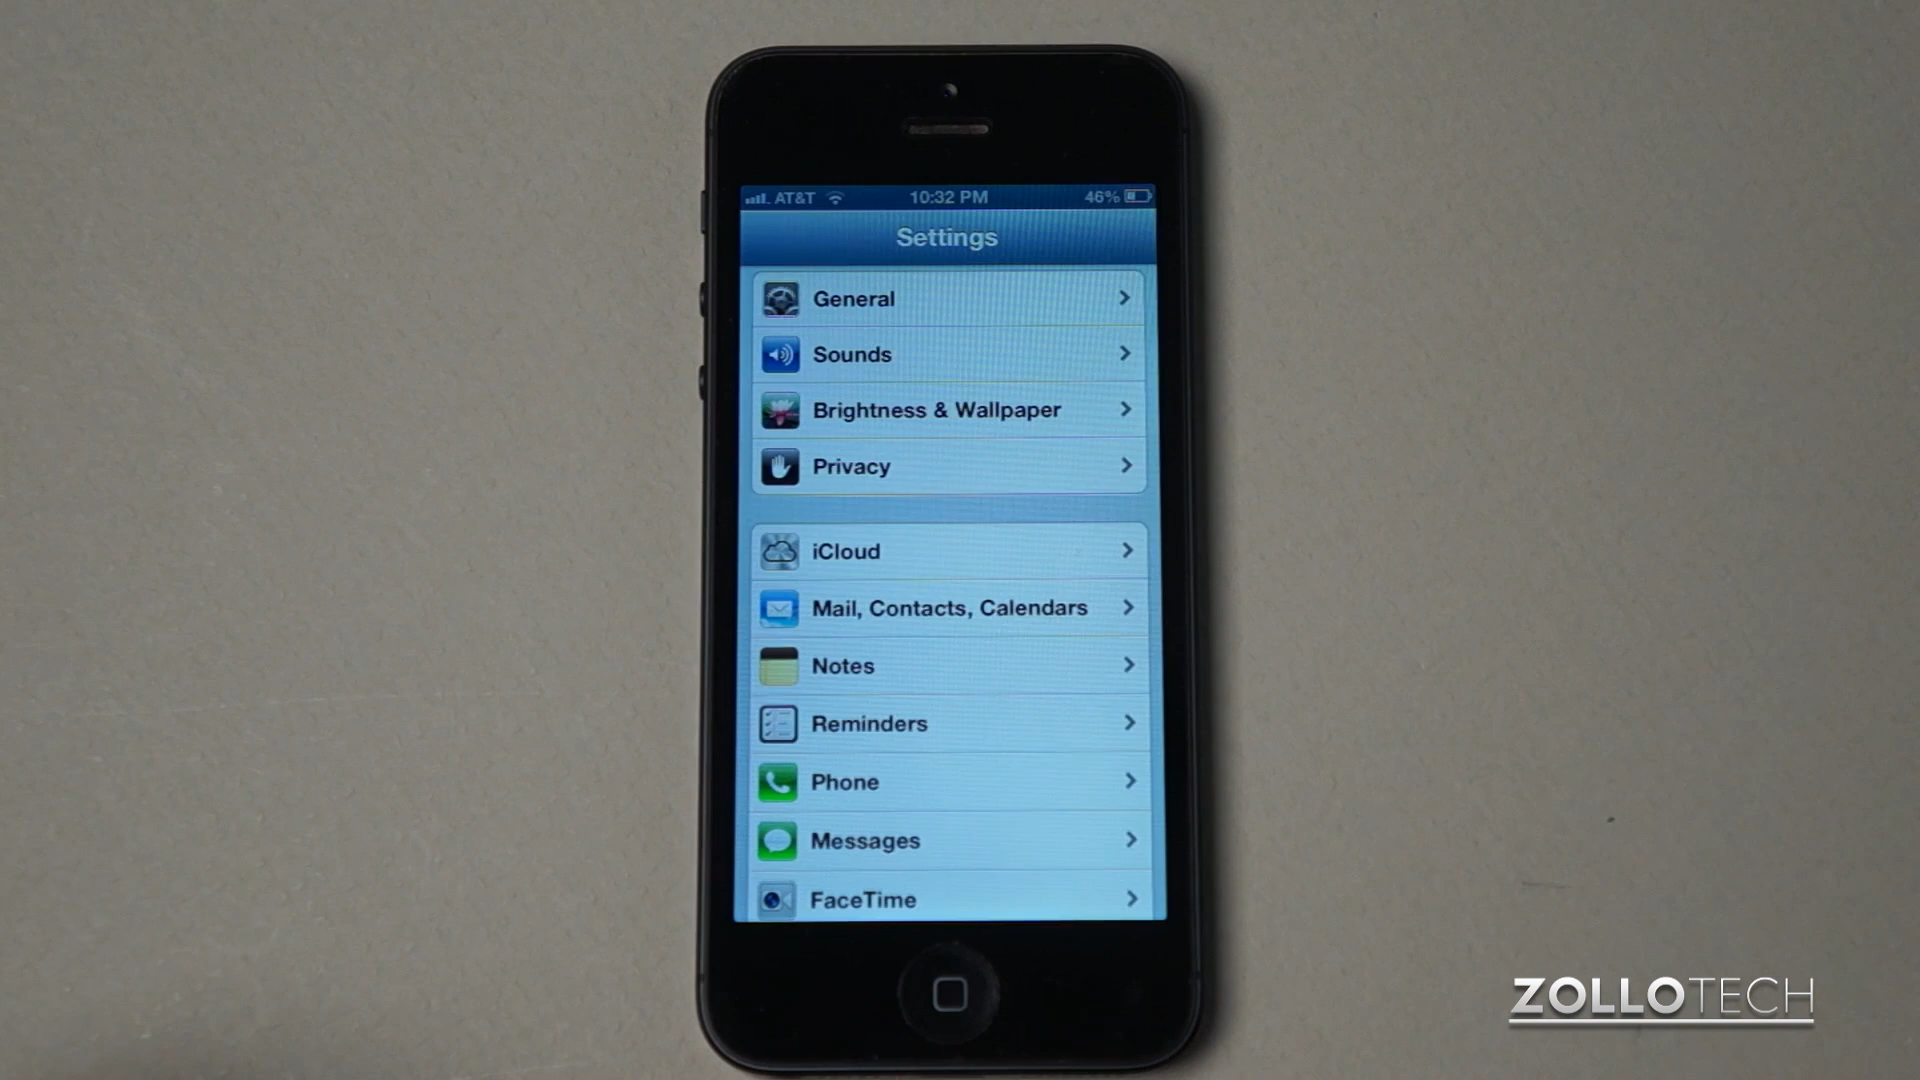 AT&T 10:32 PM 46%
Settings
General
Sounds
Brightness & Wallpaper
Privacy
iCloud
Mail, Contacts, Calendars
Notes
Reminders
Phone
Messages
FaceTime
ZOLLOTECH